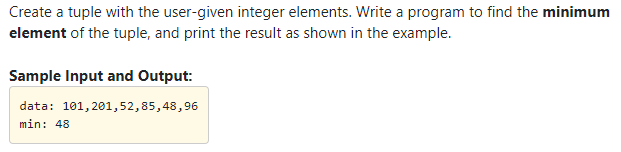 Create a tuple with the user-given integer elements. Write a program to find the minimum
element of the tuple, and print the result as shown in the example.
Sample Input and Output:
data: 101,201,52,85,48,96
min: 48